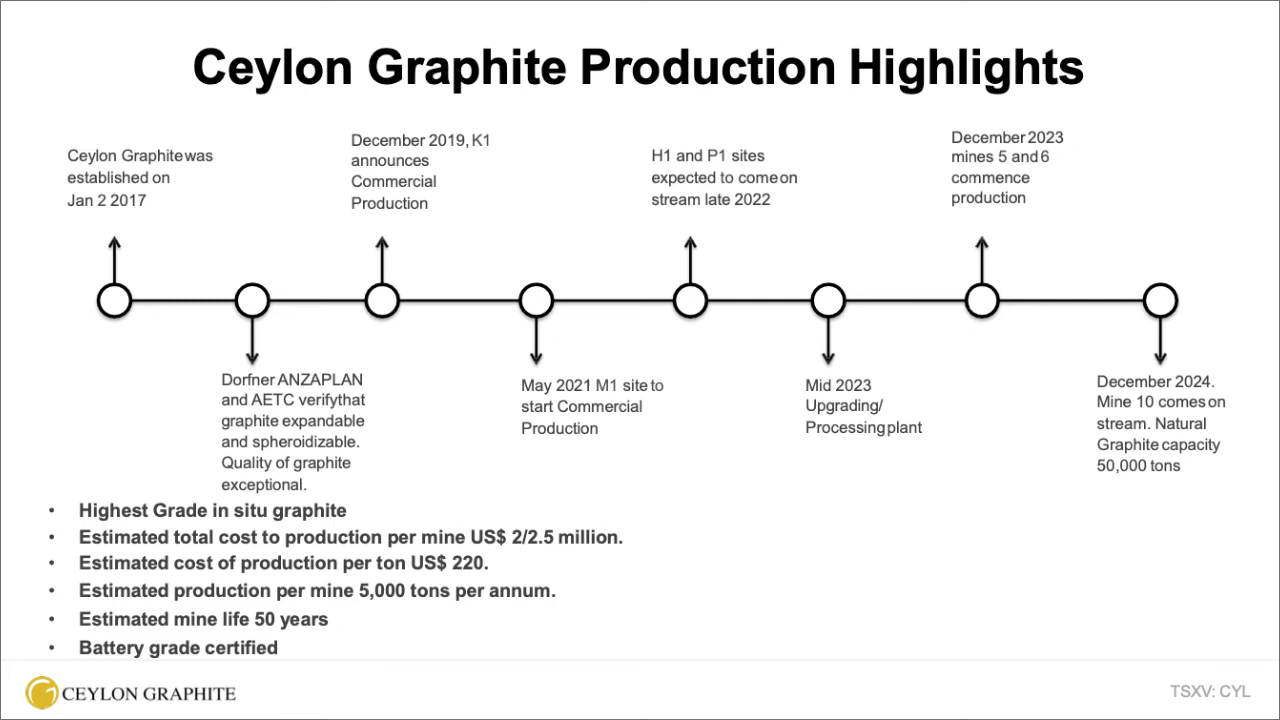 Ceylon Graphite Production Highlights
Ceylon Graphite was
established on
Jan 2 2017
December 2019, K1
announces
Commercial
Production
H1 and P1 sites
expected to come on
stream late 2022
December 2023
mines 5 and 6
commence
production
Dorfner ANZAPLAN
and AETC verify that
graphite expandable
and spheroidizable.
Quality of graphite
exceptional.
May 2021 M1 site to
start Commercial
Production
Mid 2023
Upgrading/
Processing plant
December 2024.
Mine 10 comes on
stream. Natural
Graphite capacity
50,000 tons
• Highest Grade in situ graphite
• Estimated total cost to production per mine US$ 2/2.5 million.
• Estimated cost of production per ton US$ 220.
• Estimated production per mine 5,000 tons per annum.
• Estimated mine life 50 years
• Battery grade certified
CEYLON GRAPHITE
TSXV: CYL